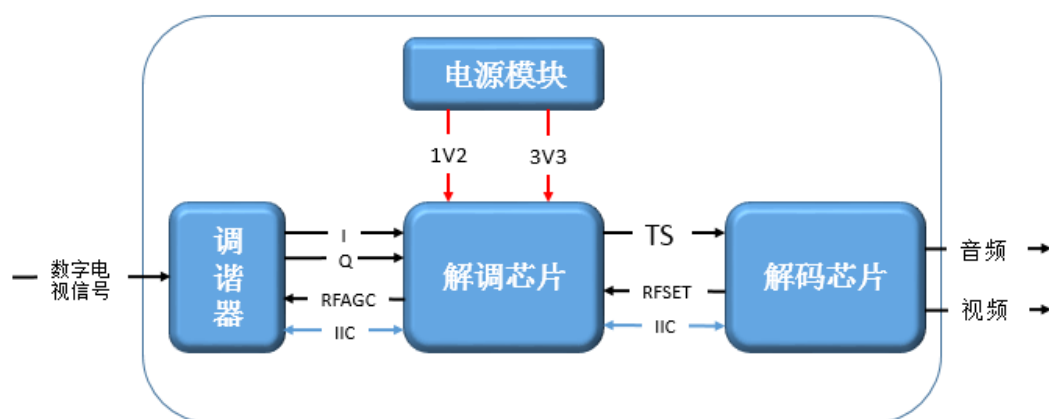 电源模块
1V2
3V3
数字电
视信号
调
谐
器
I
Q
RFAGC
IIC
解调芯片
TS
RFSET
IIC
解码芯片
音频
视频